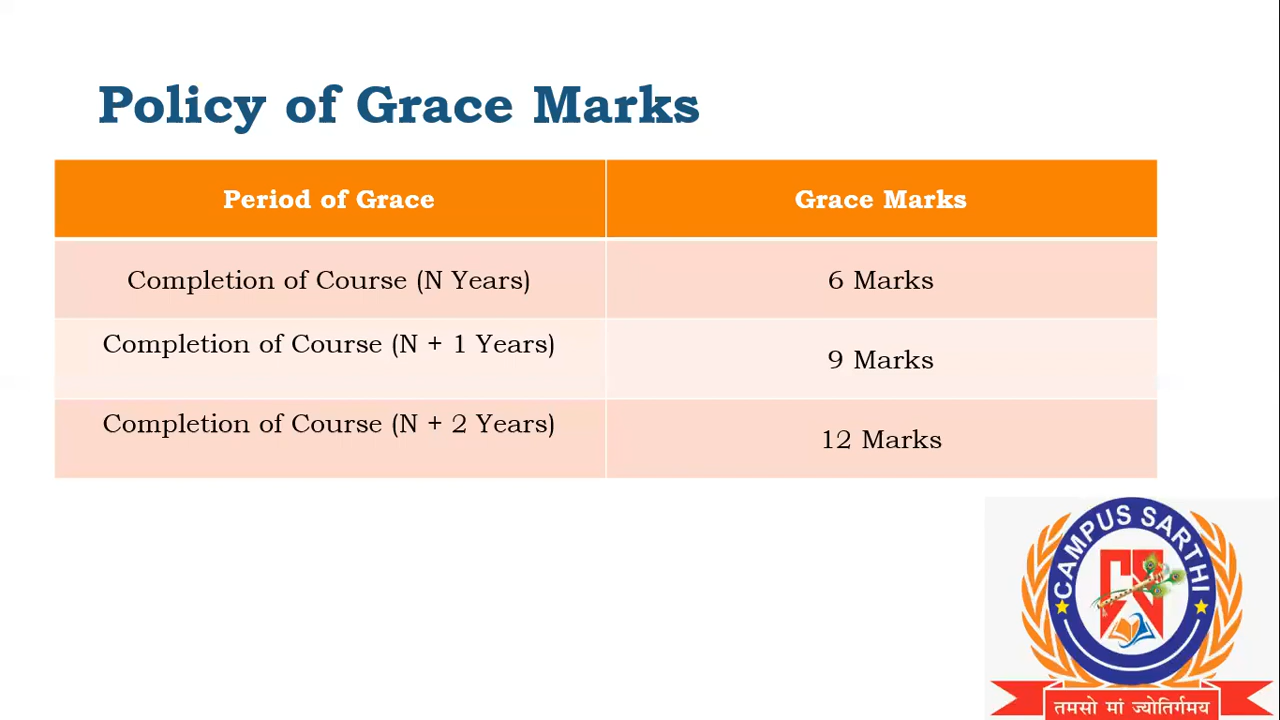 Policy of Grace Marks
Period of Grace
Grace Marks
Completion of Course (N Years)
6 Marks
Completion of Course (N + 1 Years)
9 Marks
Completion of Course (N + 2 Years)
12 Marks
CAMPUS SARTHI
तमसो मां ज्योतिर्गमय